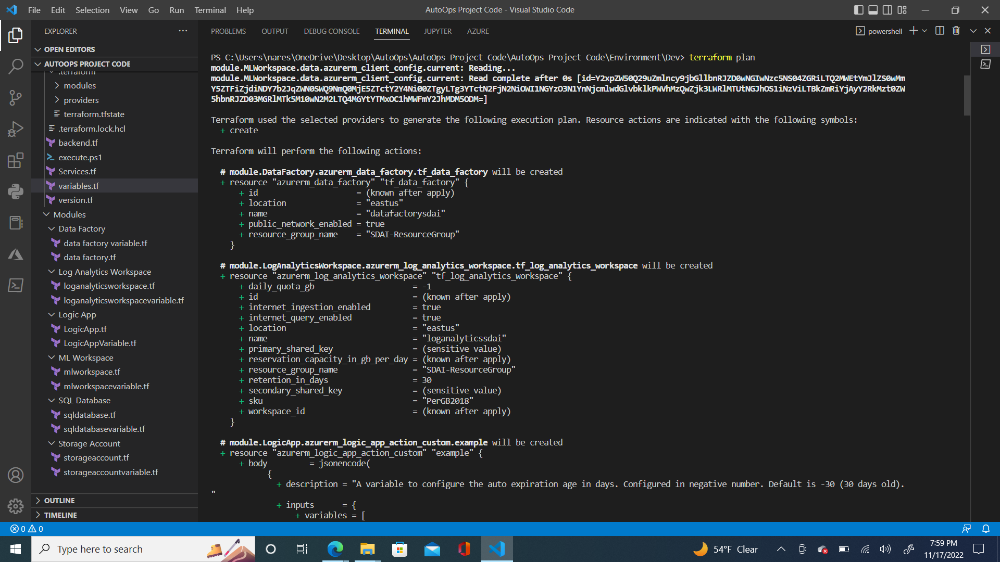 File Edit Selection View Go Run Terminal Help
AutoOps Project Code - Visual Studio Code
EXPLORER
OPEN EDITORS
AUTOOPS PROJECT CODE
.terraform
modules
providers
terraform.tfstate
.terraform.lock.hcl
backend.tf
execute.ps1
Services.tf
variables.tf
version.tf
Modules
Data Factory
data factory variable.tf
data factory.tf
Log Analytics Workspace
loganalyticsworkspace.tf
loganalyticsworkspacevariable.tf
Logic App
LogicApp.tf
LogicAppVariable.tf
ML Workspace
mlworkspace.tf
mlworkspacevariable.tf
SQL Database
sqldatabase.tf
sqldatabasevariable.tf
Storage Account
storageaccount.tf
storageaccountvariable.tf
OUTLINE
TIMELINE
PROBLEMS OUTPUT DEBUG CONSOLE TERMINAL JUPYTER AZURE
powershell
PS C:\Users\nares\OneDrive\Desktop\AutoOps\AutoOps Project Code\AutoOps Project Code\Environment\Dev> terraform plan
module.MLWorkspace.data.azurerm_client_config.current: Reading...
module.MLWorkspace.data.azurerm_client_config.current: Read complete after 0s
Terraform used the selected providers to generate the following execution plan. Resource actions are indicated with the following symbols:
+ create
Terraform will perform the following actions:
# module.DataFactory.azurerm_data_factory.tf_data_factory will be created
+ resource "azurerm_data_factory" "tf_data_factory" {
+ id = (known after apply)
+ location = "eastus"
+ name = "datafactorysdai"
+ public_network_enabled = true
+ resource_group_name = "SDAI-ResourceGroup"
}
# module.LogAnalyticsWorkspace.azurerm_log_analytics_workspace.tf_log_analytics_workspace will be created
+ resource "azurerm_log_analytics_workspace" "tf_log_analytics_workspace" {
+ daily_quota_gb = -1
+ id = (known after apply)
+ internet_ingestion_enabled = true
+ internet_query_enabled = true
+ location = "eastus"
+ name = "loganalyticssdai"
+ primary_shared_key = (sensitive value)
+ reservation_capacity_in_gb_per_day = (known after apply)
+ resource_group_name = "SDAI-ResourceGroup"
+ retention_in_days = 30
+ secondary_shared_key = (sensitive value)
+ sku = "PerGB2018"
+ workspace_id = (known after apply)
}
# module.LogicApp.azurerm_logic_app_action_custom.example will be created
+ resource "azurerm_logic_app_action_custom" "example" {
+ body = jsonencode(
{
+ description = "A variable to configure the auto expiration age in days. Configured in negative number. Default is -30 (30 days old).
"
+ inputs = {
+ variables = [
0 0
Type here to search
54°F Clear
7:59 PM
11/17/2022